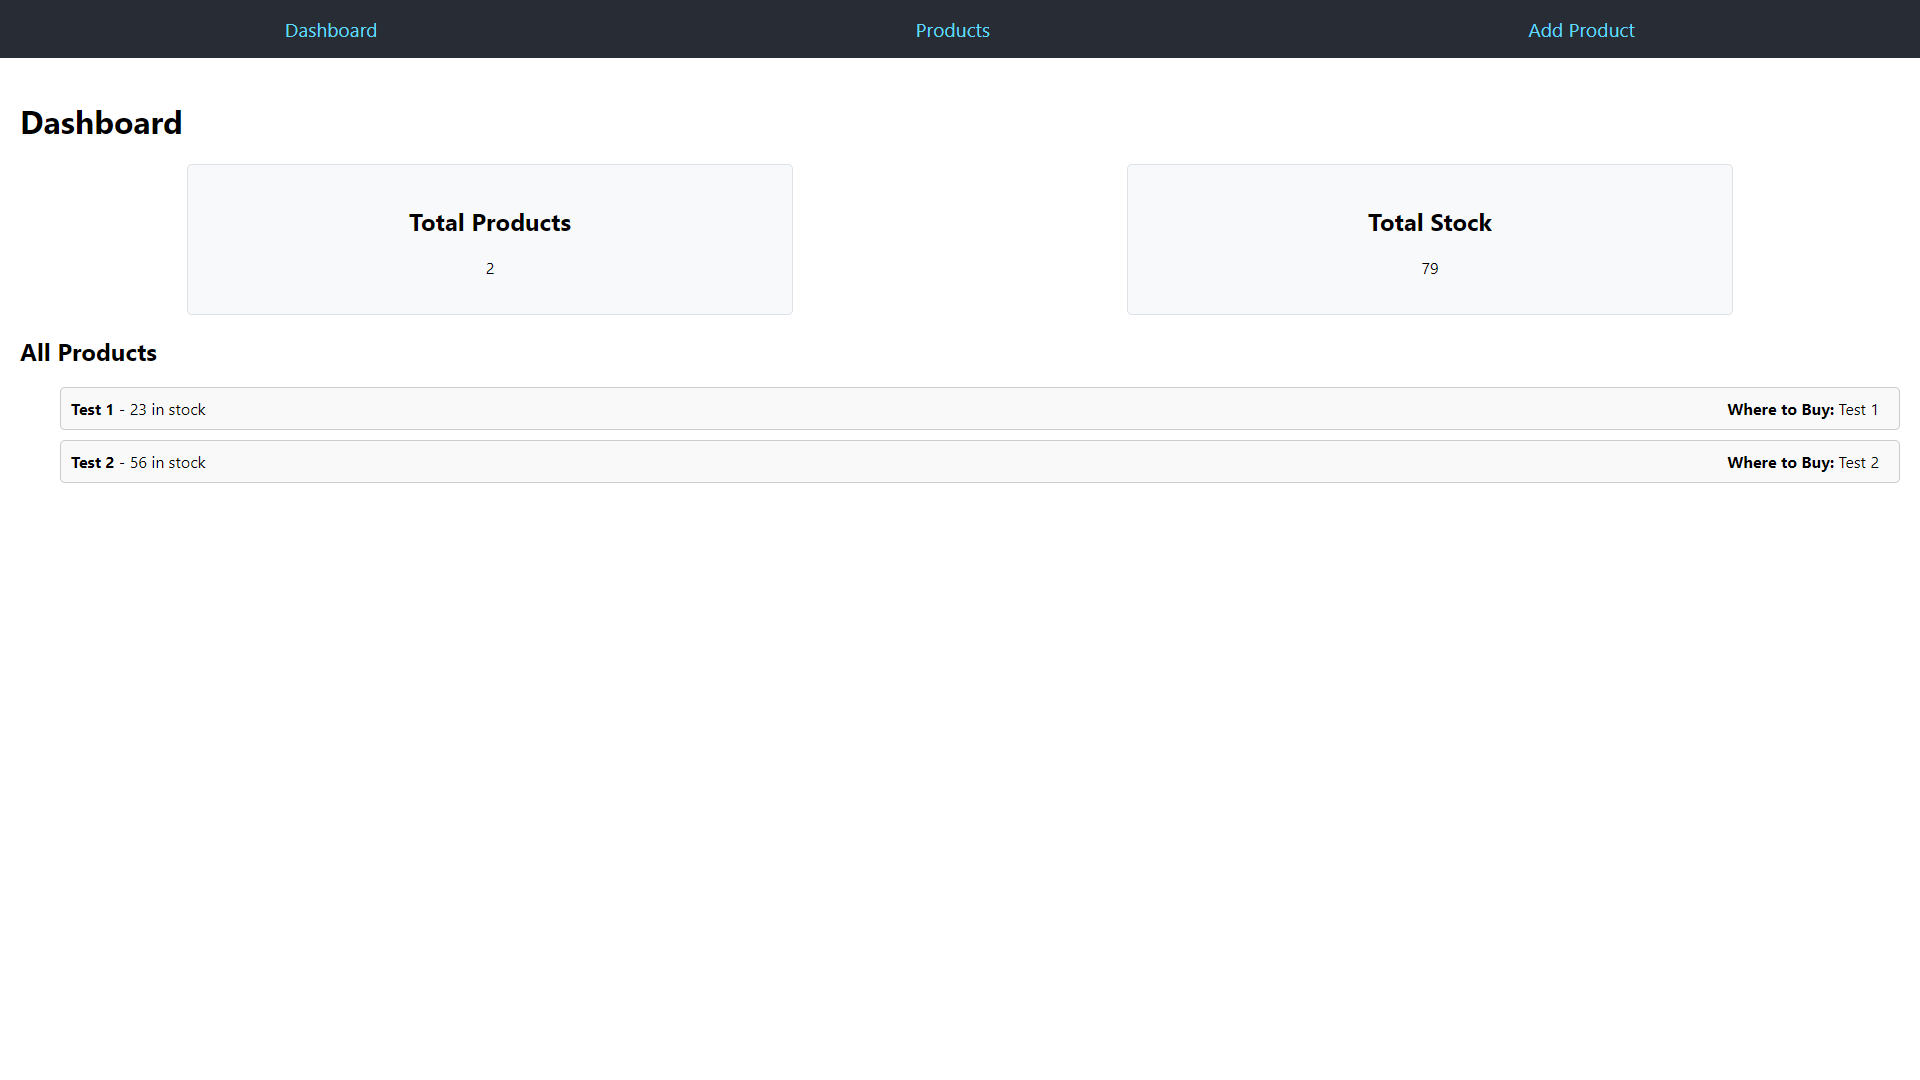 Dashboard Products Add Product
Dashboard
Total Products Total Stock
2 79
All Products
Test 1 - 23 in stock Where to Buy: Test 1
Test 2 - 56 in stock Where to Buy: Test 2